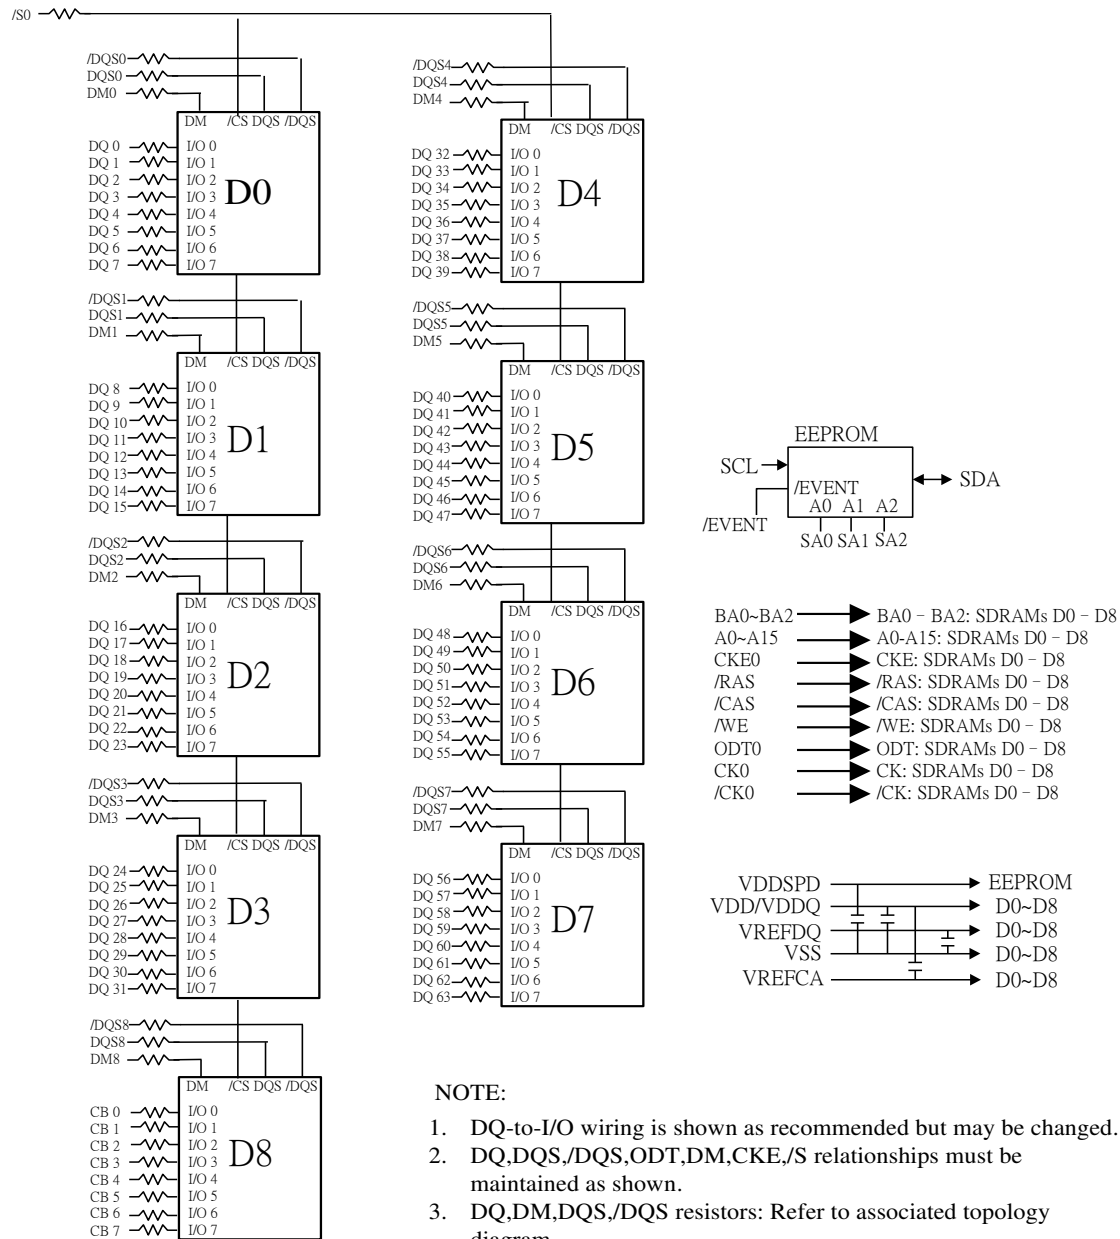 /S0
/DQS0
DQS0
DM0
DM /CS DQS /DQS
DQ 0 I/O 0
DQ 1 I/O 1
DQ 2 I/O 2
DQ 3 I/O 3
DQ 4 I/O 4
DQ 5 I/O 5
DQ 6 I/O 6
DQ 7 I/O 7
D0
/DQS1
DQS1
DM1
DM /CS DQS /DQS
DQ 8 I/O 0
DQ 9 I/O 1
DQ 10 I/O 2
DQ 11 I/O 3
DQ 12 I/O 4
DQ 13 I/O 5
DQ 14 I/O 6
DQ 15 I/O 7
D1
/DQS2
DQS2
DM2
DM /CS DQS /DQS
DQ 16 I/O 0
DQ 17 I/O 1
DQ 18 I/O 2
DQ 19 I/O 3
DQ 20 I/O 4
DQ 21 I/O 5
DQ 22 I/O 6
DQ 23 I/O 7
D2
/DQS3
DQS3
DM3
DM /CS DQS /DQS
DQ 24 I/O 0
DQ 25 I/O 1
DQ 26 I/O 2
DQ 27 I/O 3
DQ 28 I/O 4
DQ 29 I/O 5
DQ 30 I/O 6
DQ 31 I/O 7
D3
/DQS8
DQS8
DM8
DM /CS DQS /DQS
CB 0 I/O 0
CB 1 I/O 1
CB 2 I/O 2
CB 3 I/O 3
CB 4 I/O 4
CB 5 I/O 5
CB 6 I/O 6
CB 7 I/O 7
D8
/DQS4
DQS4
DM4
DM /CS DQS /DQS
DQ 32 I/O 0
DQ 33 I/O 1
DQ 34 I/O 2
DQ 35 I/O 3
DQ 36 I/O 4
DQ 37 I/O 5
DQ 38 I/O 6
DQ 39 I/O 7
D4
/DQS5
DQS5
DM5
DM /CS DQS /DQS
DQ 40 I/O 0
DQ 41 I/O 1
DQ 42 I/O 2
DQ 43 I/O 3
DQ 44 I/O 4
DQ 45 I/O 5
DQ 46 I/O 6
DQ 47 I/O 7
D5
/DQS6
DQS6
DM6
DM /CS DQS /DQS
DQ 48 I/O 0
DQ 49 I/O 1
DQ 50 I/O 2
DQ 51 I/O 3
DQ 52 I/O 4
DQ 53 I/O 5
DQ 54 I/O 6
DQ 55 I/O 7
D6
/DQS7
DQS7
DM7
DM /CS DQS /DQS
DQ 56 I/O 0
DQ 57 I/O 1
DQ 58 I/O 2
DQ 59 I/O 3
DQ 60 I/O 4
DQ 61 I/O 5
DQ 62 I/O 6
DQ 63 I/O 7
D7
EEPROM
SCL
SDA
/EVENT
A0 A1 A2
/EVENT
SA0 SA1 SA2
BA0~BA2 BA0 – BA2: SDRAMs D0 – D8
A0~A15 A0-A15: SDRAMs D0 – D8
CKE0 CKE: SDRAMs D0 – D8
/RAS /RAS: SDRAMs D0 – D8
/CAS /CAS: SDRAMs D0 – D8
/WE /WE: SDRAMs D0 – D8
ODT0 ODT: SDRAMs D0 – D8
CK0 CK: SDRAMs D0 – D8
/CK0 /CK: SDRAMs D0 – D8
VDDSPD EEPROM
VDD/VDDQ D0~D8
VREFDQ D0~D8
VSS D0~D8
VREFCA D0~D8
NOTE:
1. DQ-to-I/O wiring is shown as recommended but may be changed.
2. DQ,DQS,/DQS,ODT,DM,CKE,/S relationships must be
maintained as shown.
3. DQ,DM,DQS,/DQS resistors: Refer to associated topology
diagram